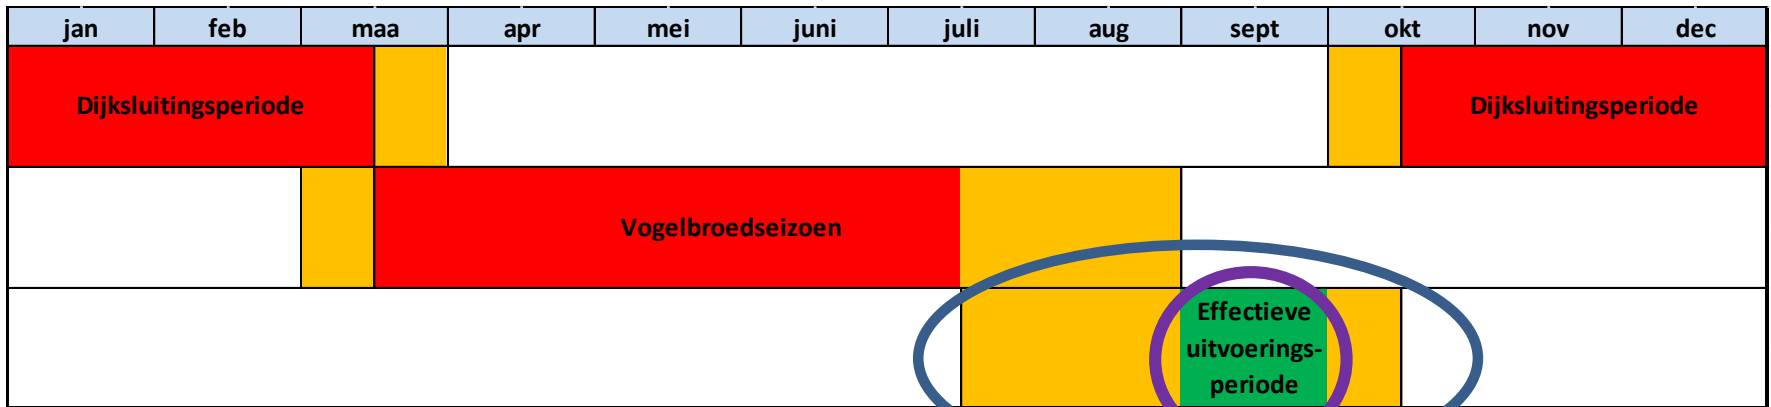 jan feb maa apr mei juni juli aug sept okt nov dec
Dijksluitingsperiode Dijksluitingsperiode
Vogelbroedseizoen
Effectieve
uitvoerings-
periode